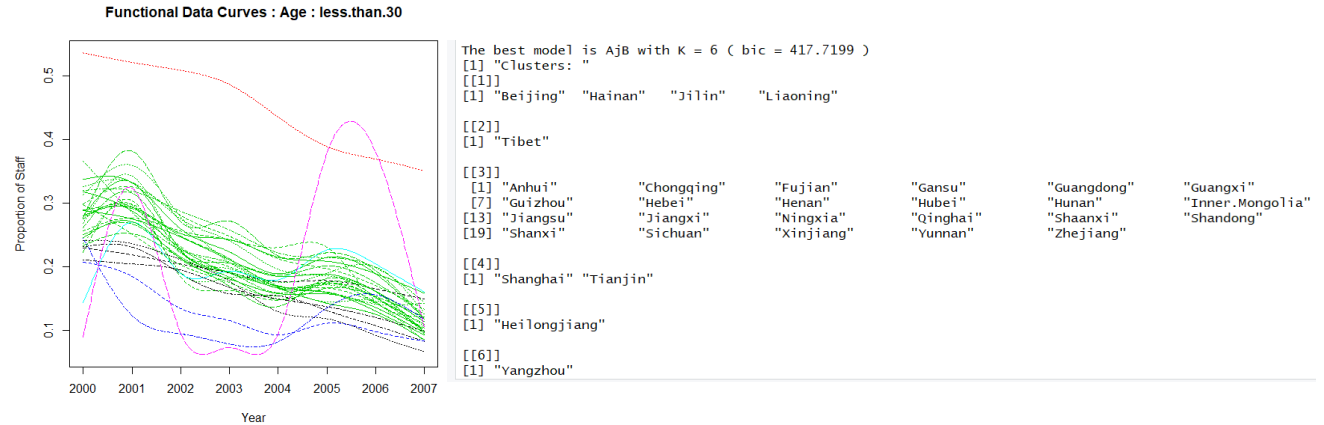 Functional Data Curves : Age : less.than.30
Proportion of Staff
0.5
0.4
0.3
0.2
0.1
2000 2001 2002 2003 2004 2005 2006 2007
Year
The best model is AjB with K = 6 ( bic = 417.7199 )
[1] "Clusters: "
[[1]]
[1] "Beijing" "Hainan" "Jilin" "Liaoning"
[[2]]
[1] "Tibet"
[[3]]
[1] "Anhui" "Chongqing" "Fujian" "Gansu" "Guangdong" "Guangxi"
[7] "Guizhou" "Hebei" "Henan" "Hubei" "Hunan" "Inner.Mongolia"
[13] "Jiangsu" "Jiangxi" "Ningxia" "Qinghai" "Shaanxi" "Shandong"
[19] "Shanxi" "Sichuan" "Xinjiang" "Yunnan" "Zhejiang"
[[4]]
[1] "Shanghai" "Tianjin"
[[5]]
[1] "Heilongjiang"
[[6]]
[1] "Yangzhou"